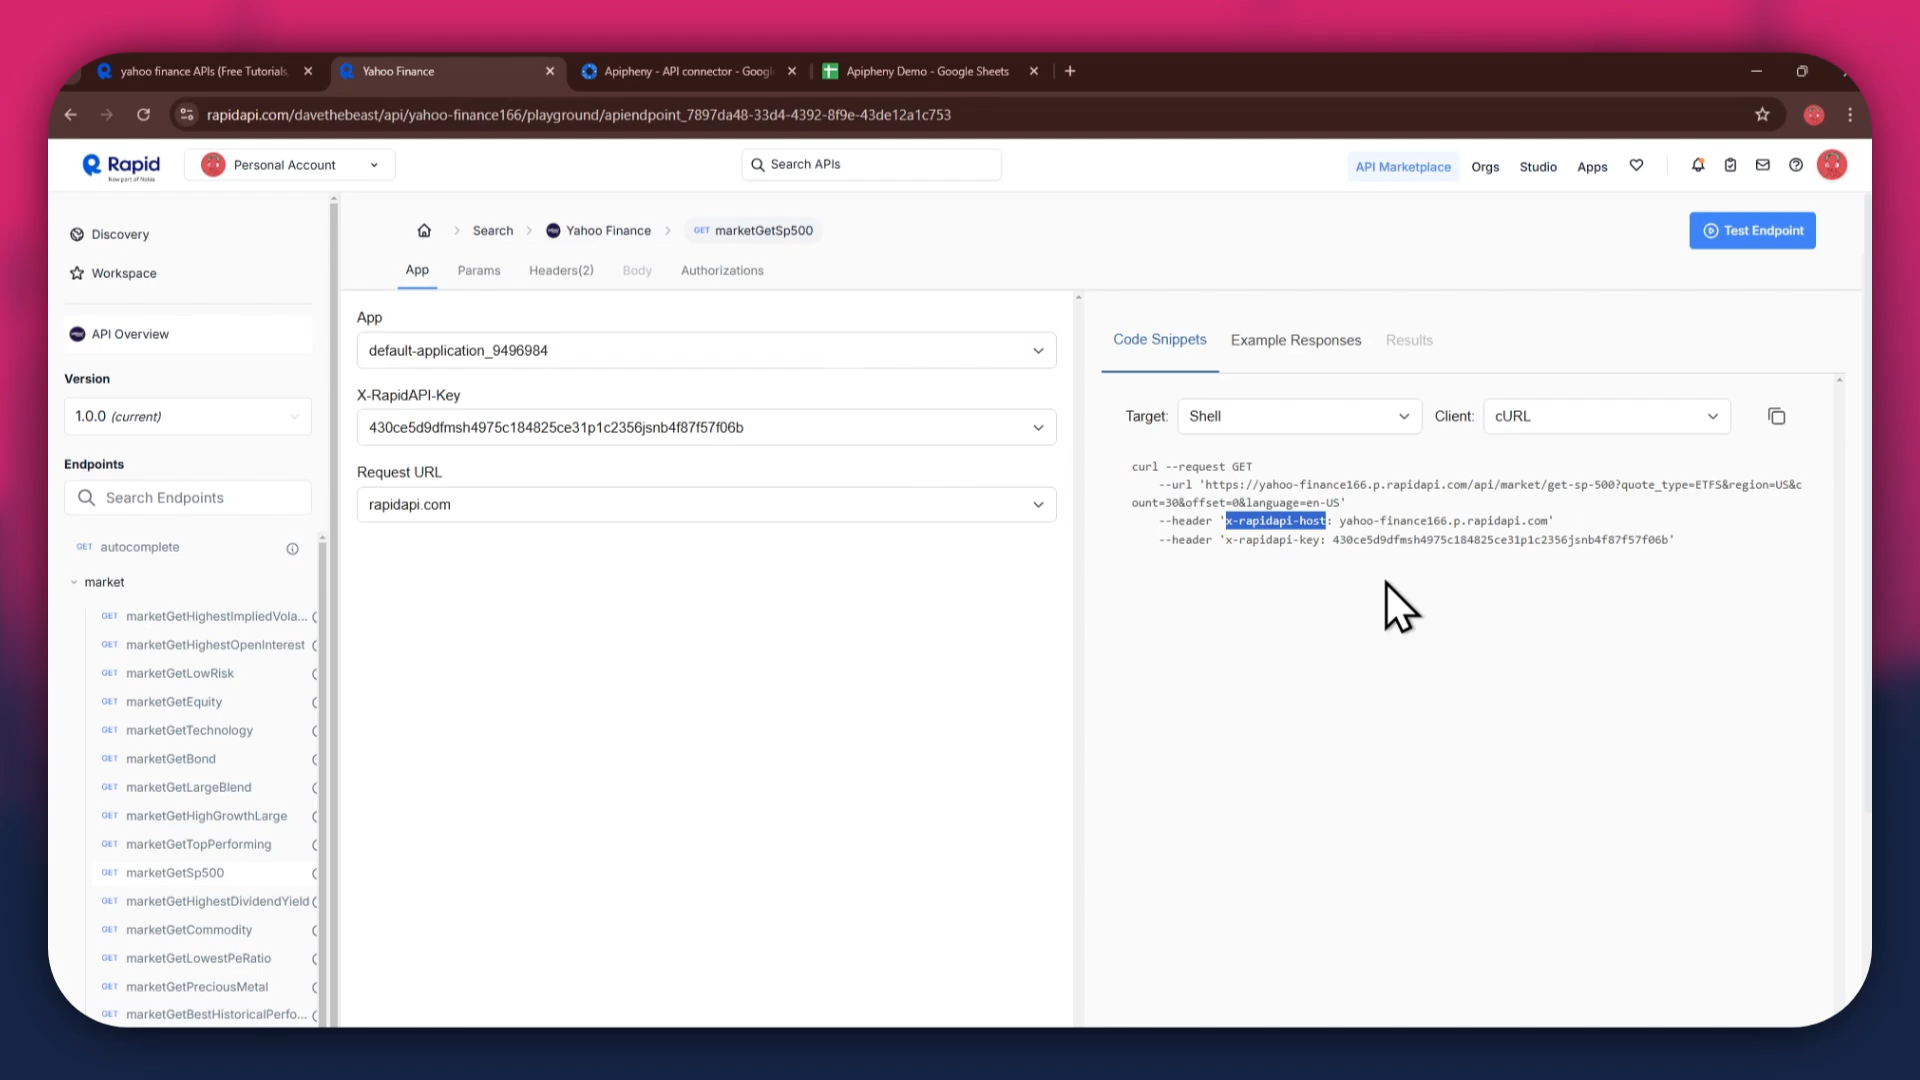 yahoo finance APIs (Free Tutorials,
Yahoo Finance
Apipheny - API connector - Googl
Apipheny Demo - Google Sheets
rapidapi.com/davethebeast/api/yahoo-finance166/playground/apiendpoint_7897da48-33d4-4392-8f9e-43de12a1c753
Rapid
Now part of Nokia
Personal Account
Search APIs
API Marketplace
Orgs
Studio
Apps
Discovery
Workspace
API Overview
Version
1.0.0 (current)
Endpoints
Search Endpoints
GET autocomplete
market
GET marketGetHighestImpliedVola...
GET marketGetHighestOpenInterest
GET marketGetLowRisk
GET marketGetEquity
GET marketGetTechnology
GET marketGetBond
GET marketGetLargeBlend
GET marketGetHighGrowthLarge
GET marketGetTopPerforming
GET marketGetSp500
GET marketGetHighestDividendYield
GET marketGetCommodity
GET marketGetLowestPeRatio
GET marketGetPreciousMetal
GET marketGetBestHistoricalPerfo...
Search
Yahoo Finance
GET marketGetSp500
Test Endpoint
App
Params
Headers(2)
Body
Authorizations
App
default-application_9496984
X-RapidAPI-Key
430ce5d9dfmsh4975c184825ce31p1c2356jsnb4f87f57f06b
Request URL
rapidapi.com
Code Snippets
Example Responses
Results
Target:
Shell
Client:
cURL
curl --request GET
--url 'https://yahoo-finance166.p.rapidapi.com/api/market/get-sp-500?quote_type=ETFS&region=US&c
ount=30&offset=0&language=en-US'
--header 'x-rapidapi-host: yahoo-finance166.p.rapidapi.com'
--header 'x-rapidapi-key: 430ce5d9dfmsh4975c184825ce31p1c2356jsnb4f87f57f06b'